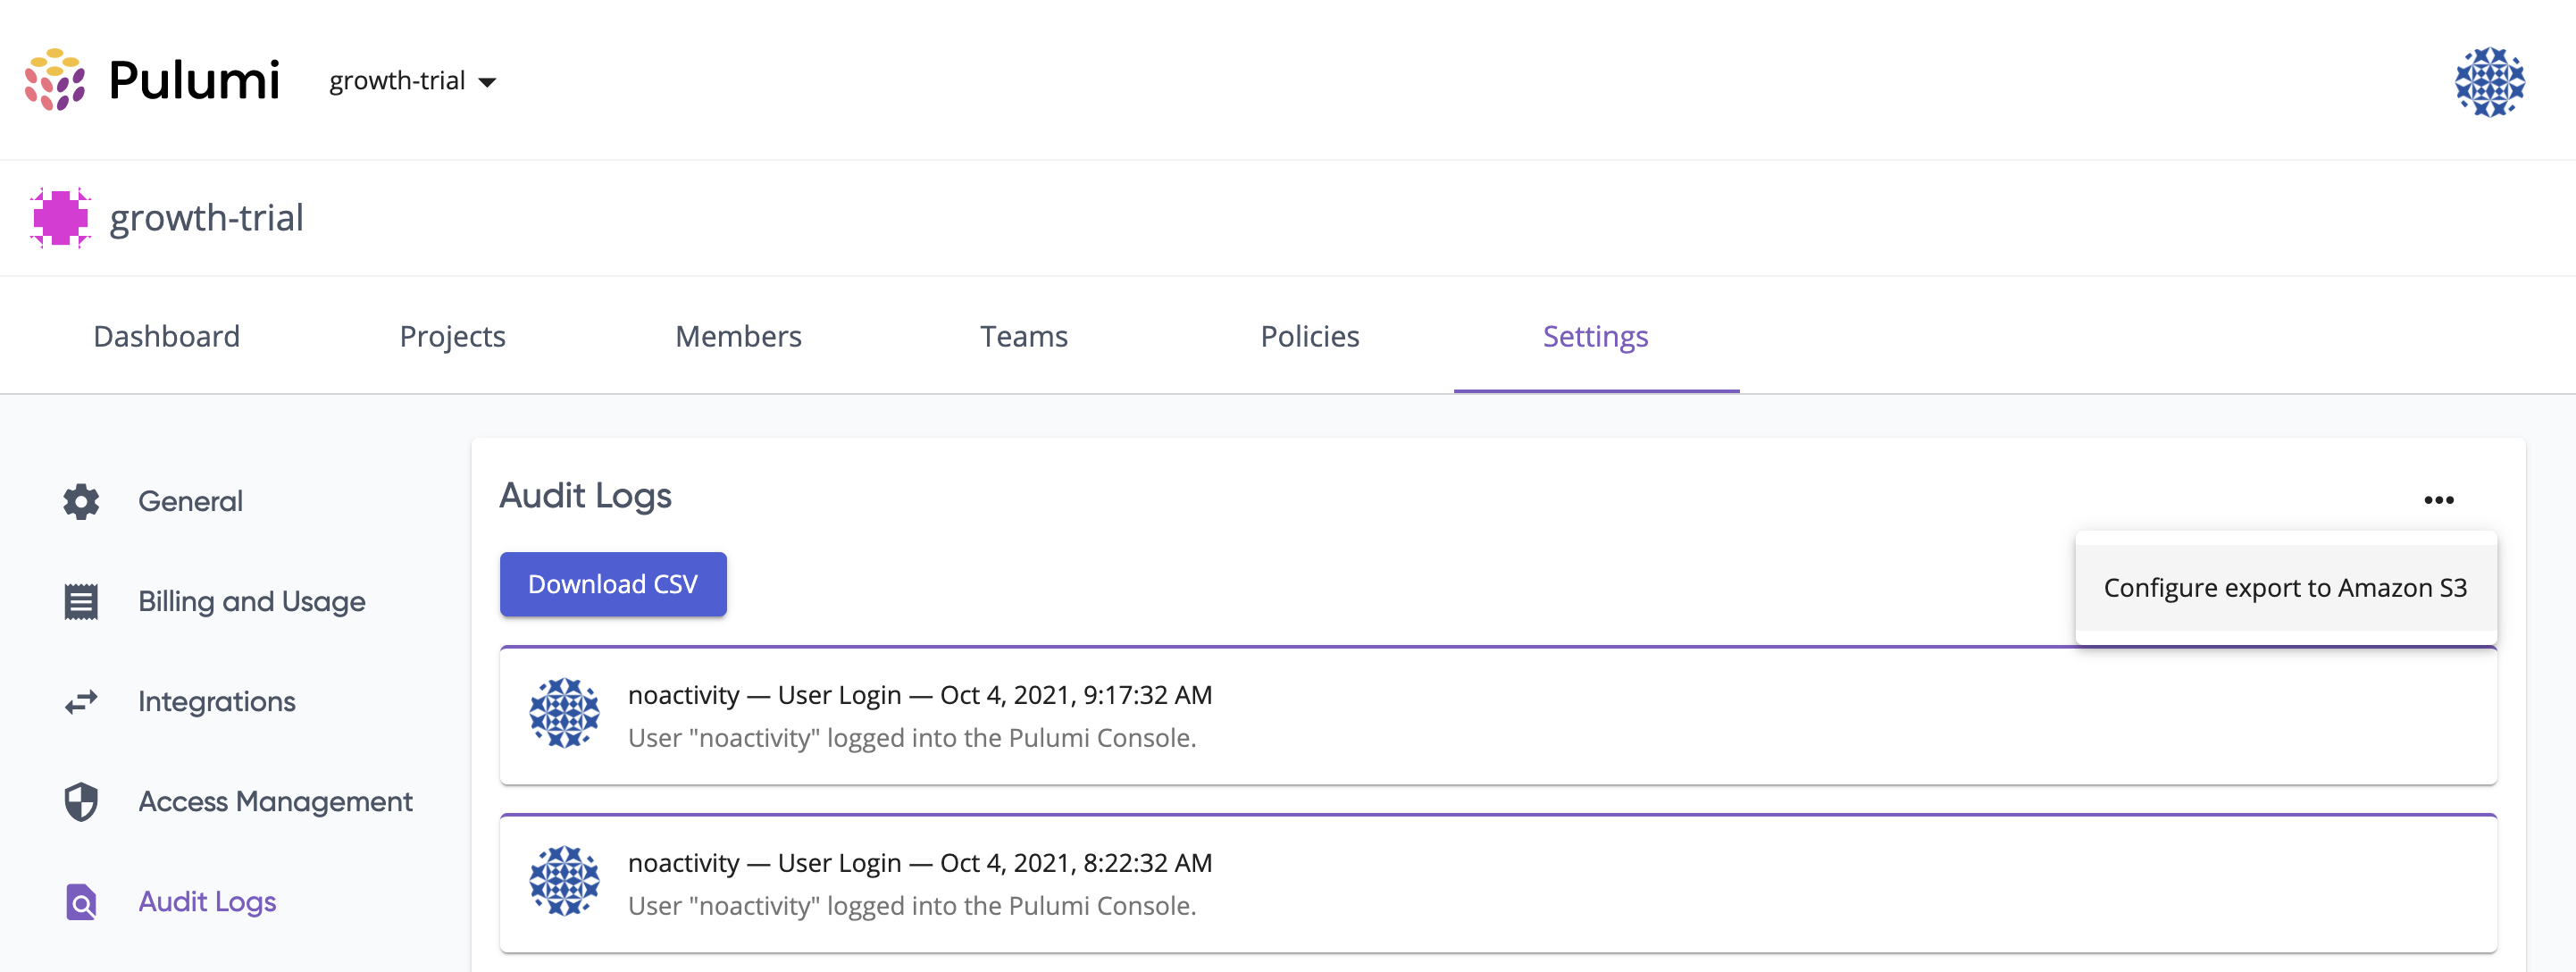 Pulumi growth-trial
growth-trial
Dashboard Projects Members Teams Policies Settings
General
Billing and Usage
Integrations
Access Management
Audit Logs
Audit Logs
Download CSV
Configure export to Amazon S3
noactivity — User Login — Oct 4, 2021, 9:17:32 AM
User "noactivity" logged into the Pulumi Console.
noactivity — User Login — Oct 4, 2021, 8:22:32 AM
User "noactivity" logged into the Pulumi Console.